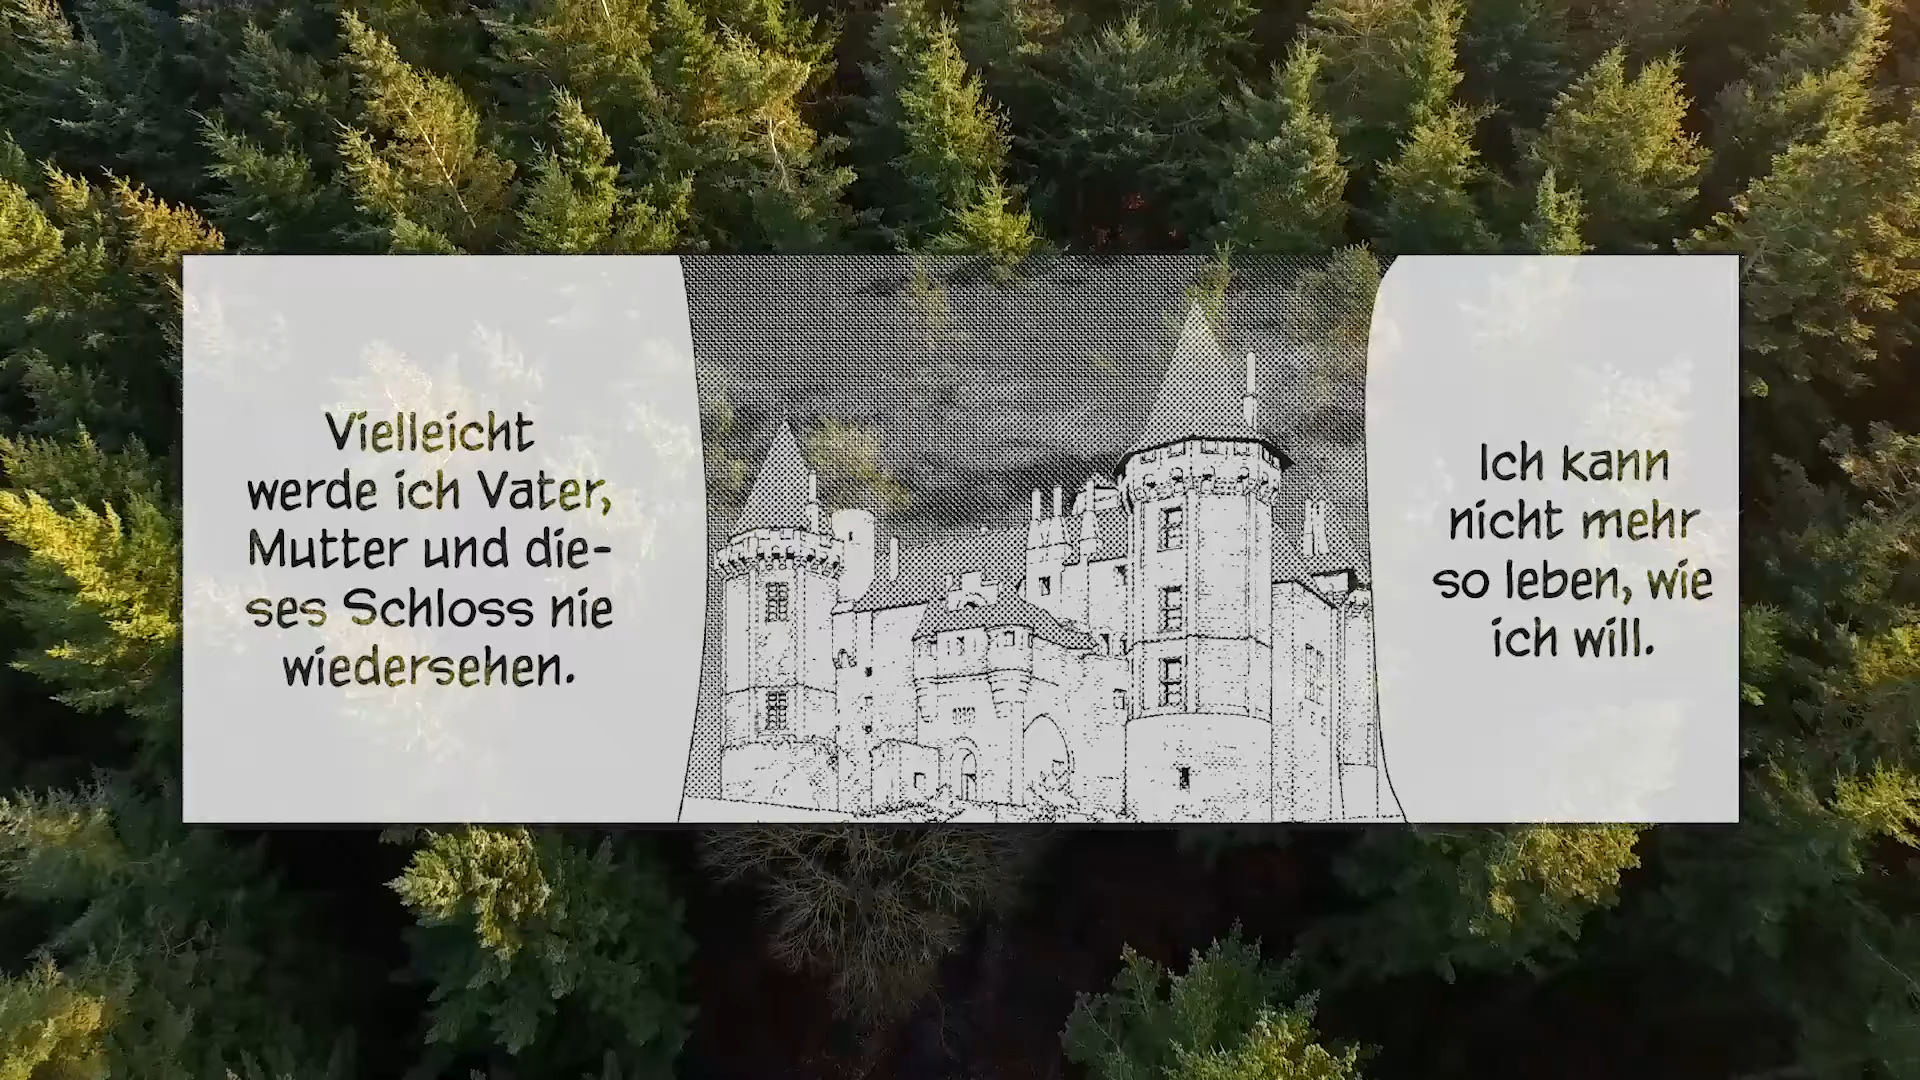 Vielleicht
werde ich Vater,
Mutter und die-
ses Schloss nie
wiedersehen.
Ich kann
nicht mehr
so leben, wie
ich will.